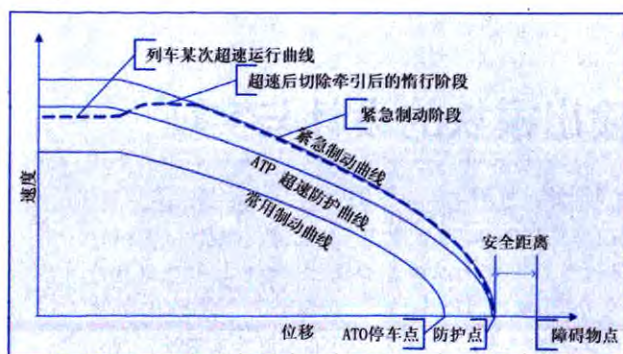 列车某次超速运行曲线
超速后切除牵引后的惰行阶段
紧急制动阶段
紧急制动曲线
ATP 超速防护曲线
常用制动曲线
速度
安全距离
位移
ATO停车点
防护点
障碍物点